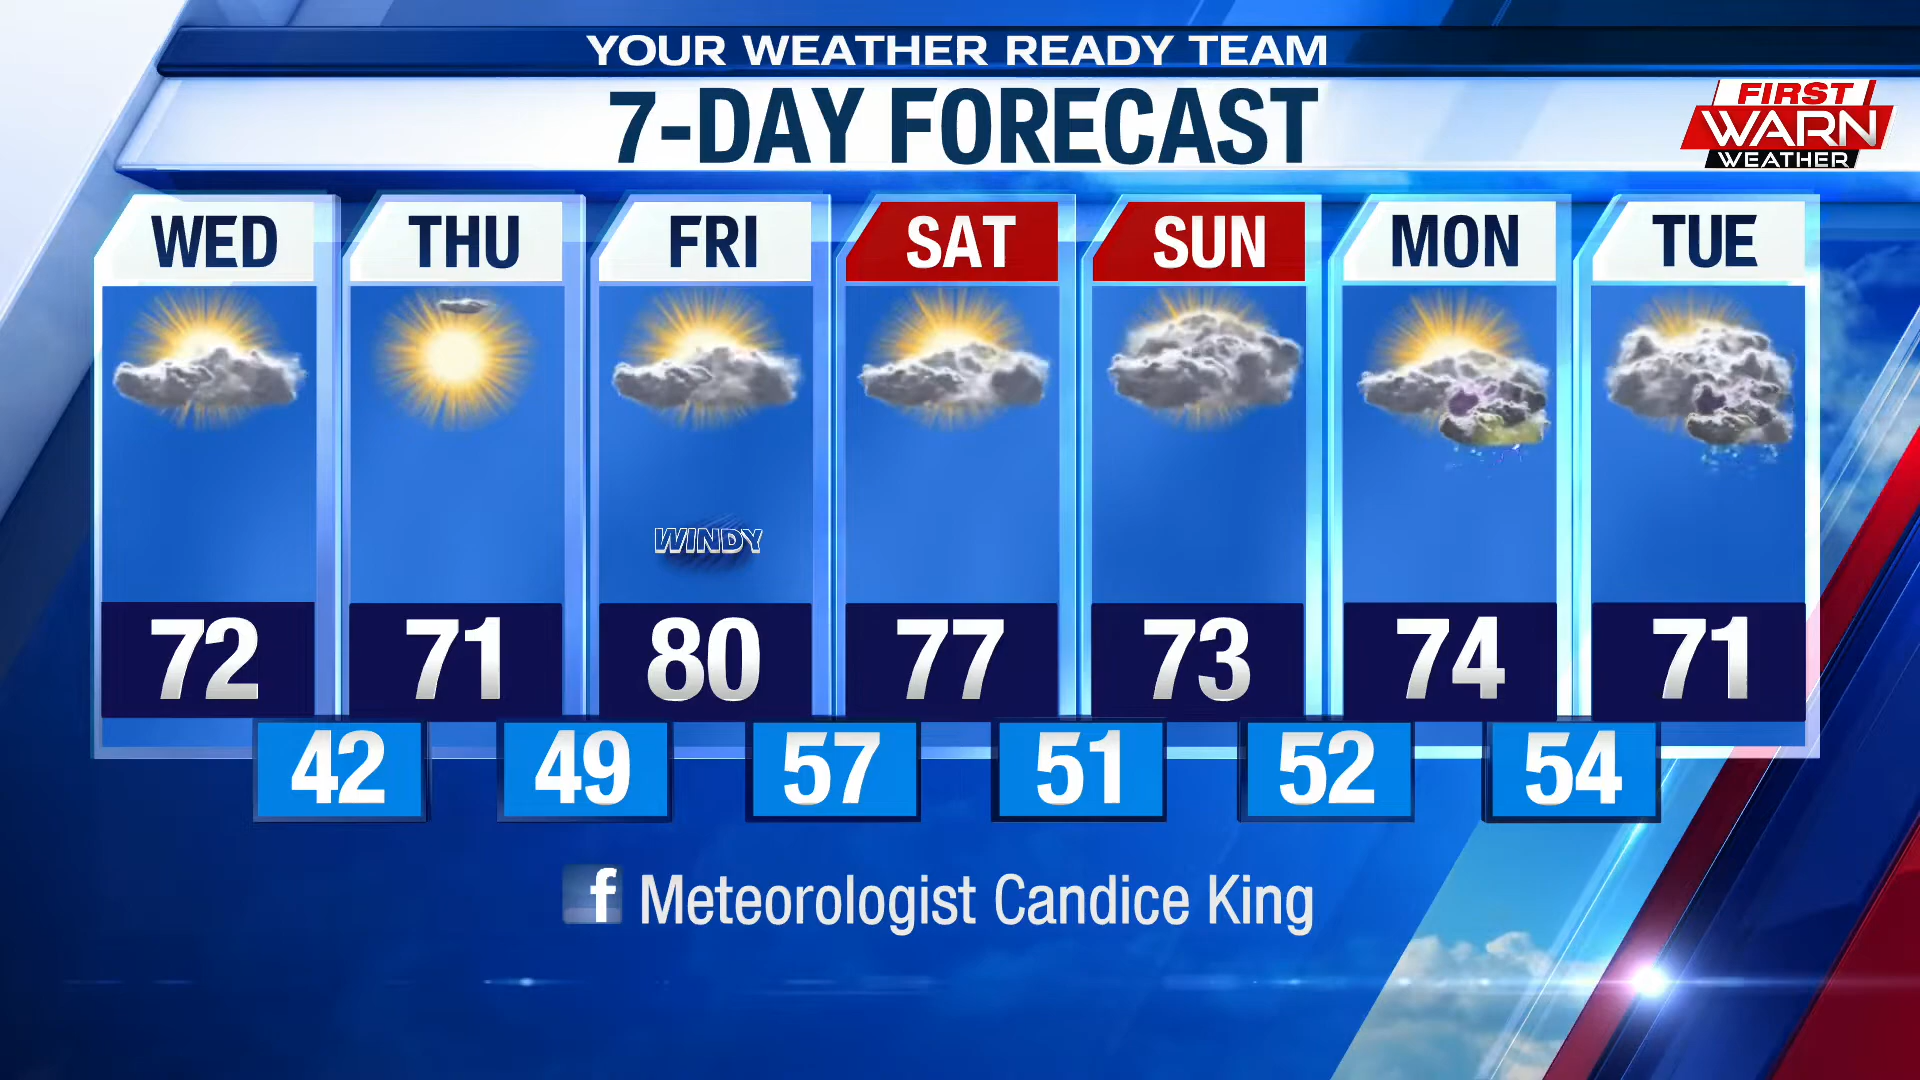 YOUR WEATHER READY TEAM
7-DAY FORECAST
FIRST
WARN
WEATHER
WED THU FRI SAT SUN MON TUE
WINDY
72 71 80 77 73 74 71
42 49 57 51 52 54
f Meteorologist Candice King